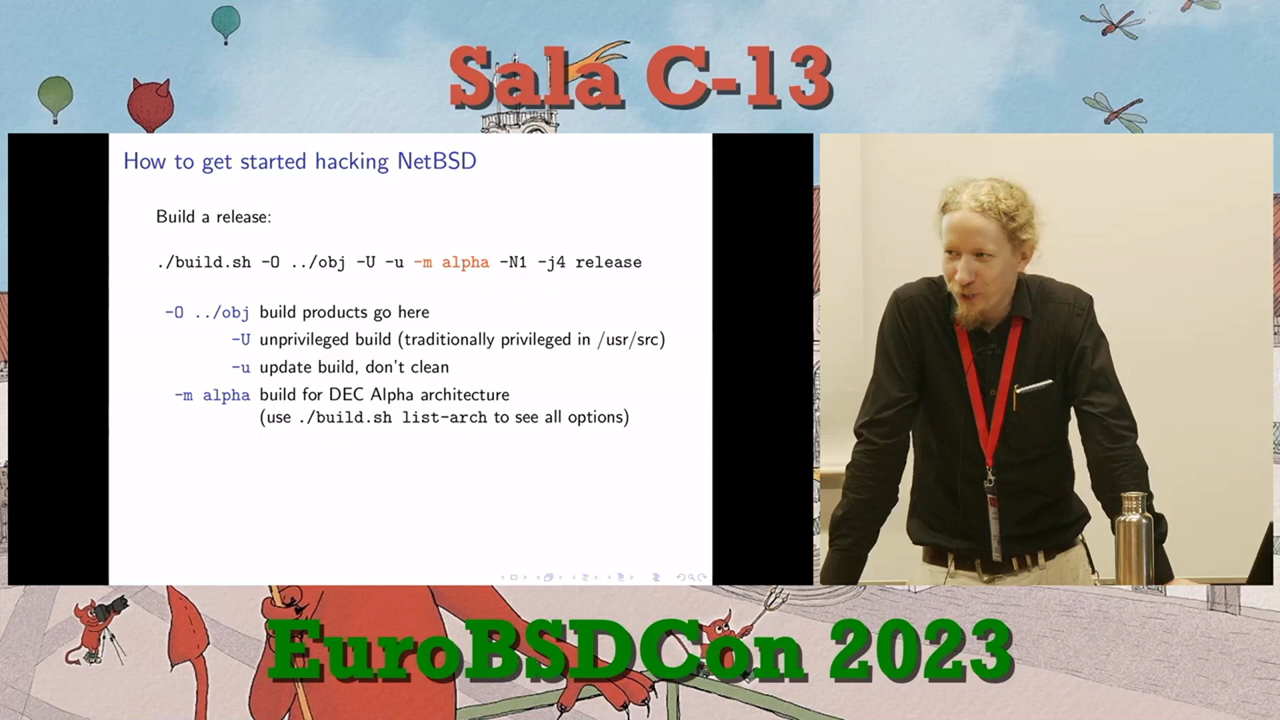 Sala C-13
How to get started hacking NetBSD
Build a release:
./build.sh -O ../obj -U -u -m alpha -N1 -j4 release
-O ../obj build products go here
-U unprivileged build (traditionally privileged in /usr/src)
-u update build, don't clean
-m alpha build for DEC Alpha architecture
(use ./build.sh list-arch to see all options)
EuroBSDCon 2023